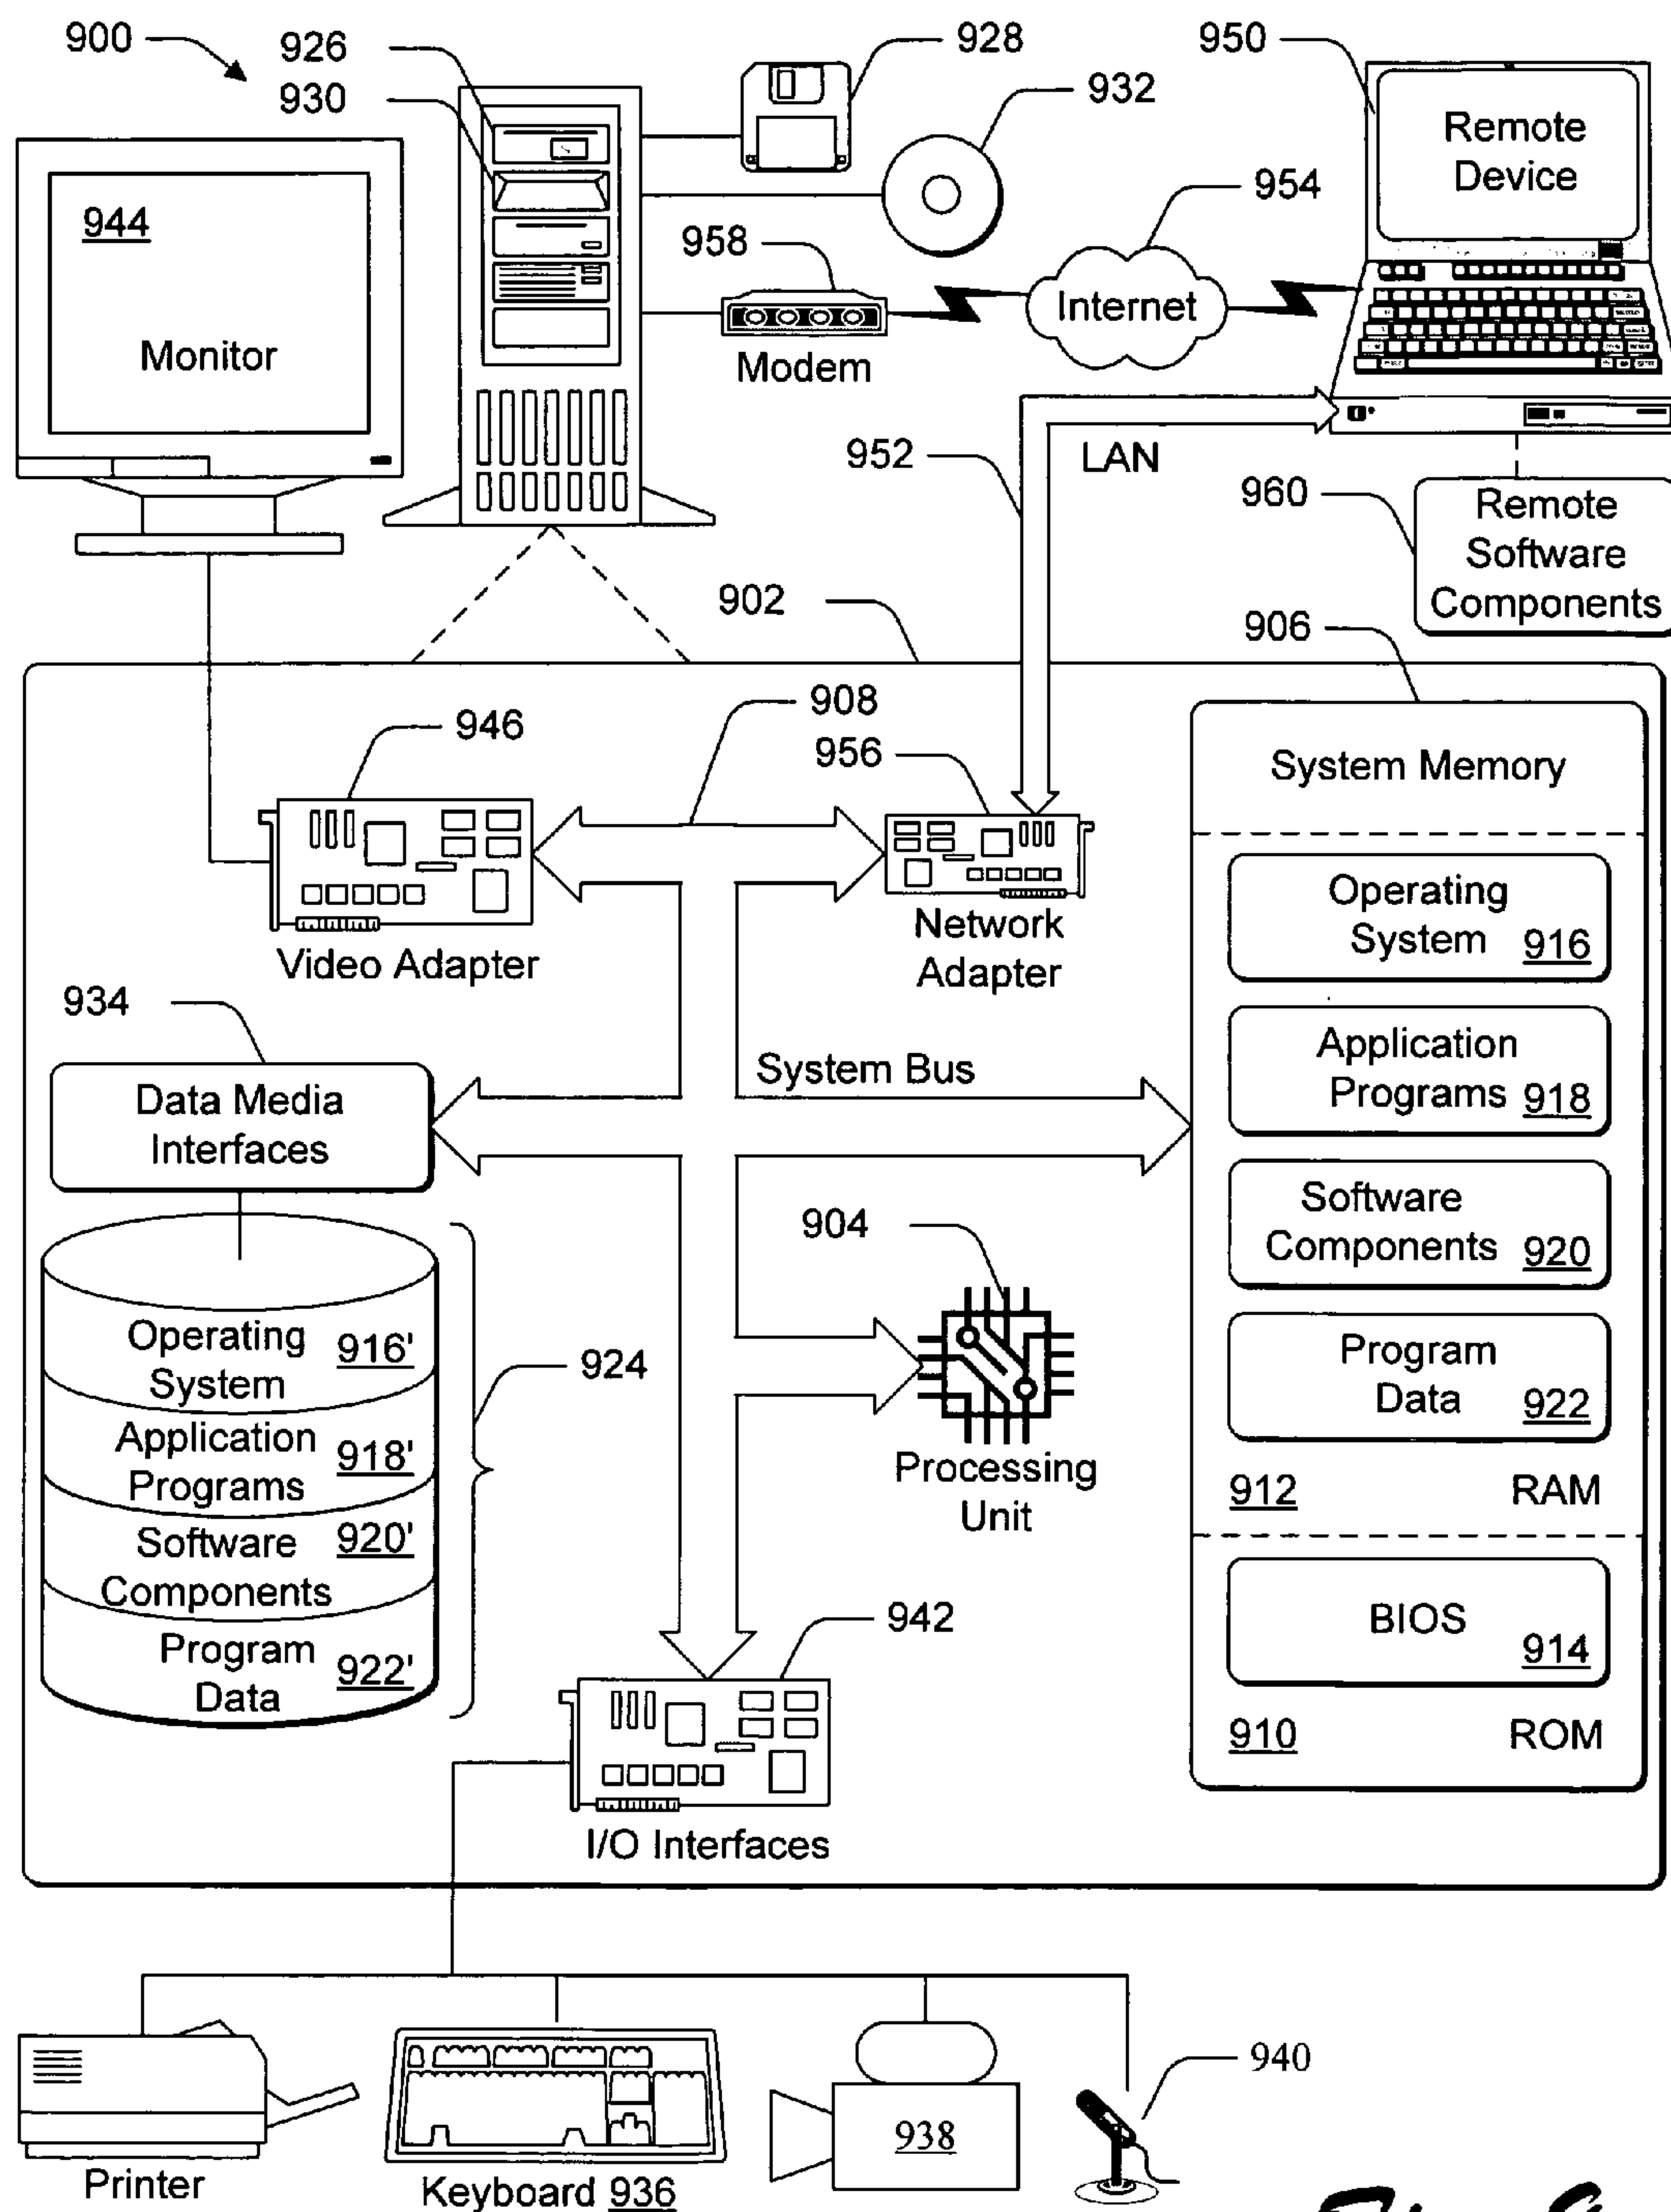 900
926
930
928
932
950
Remote
Device
954
944
Monitor
958
Modem
Internet
952
LAN
960
Remote
Software
Components
902
906
908
946
956
Video Adapter
Network
Adapter
System Memory
Operating
System 916
Application
Programs 918
Software
Components 920
Program
Data 922
912 RAM
BIOS
914
910 ROM
934
Data Media
Interfaces
System Bus
904
Processing
Unit
Operating
System 916'
Application
Programs 918'
Software
Components 920'
Program
Data 922'
924
942
I/O Interfaces
Printer
Keyboard 936
938
940